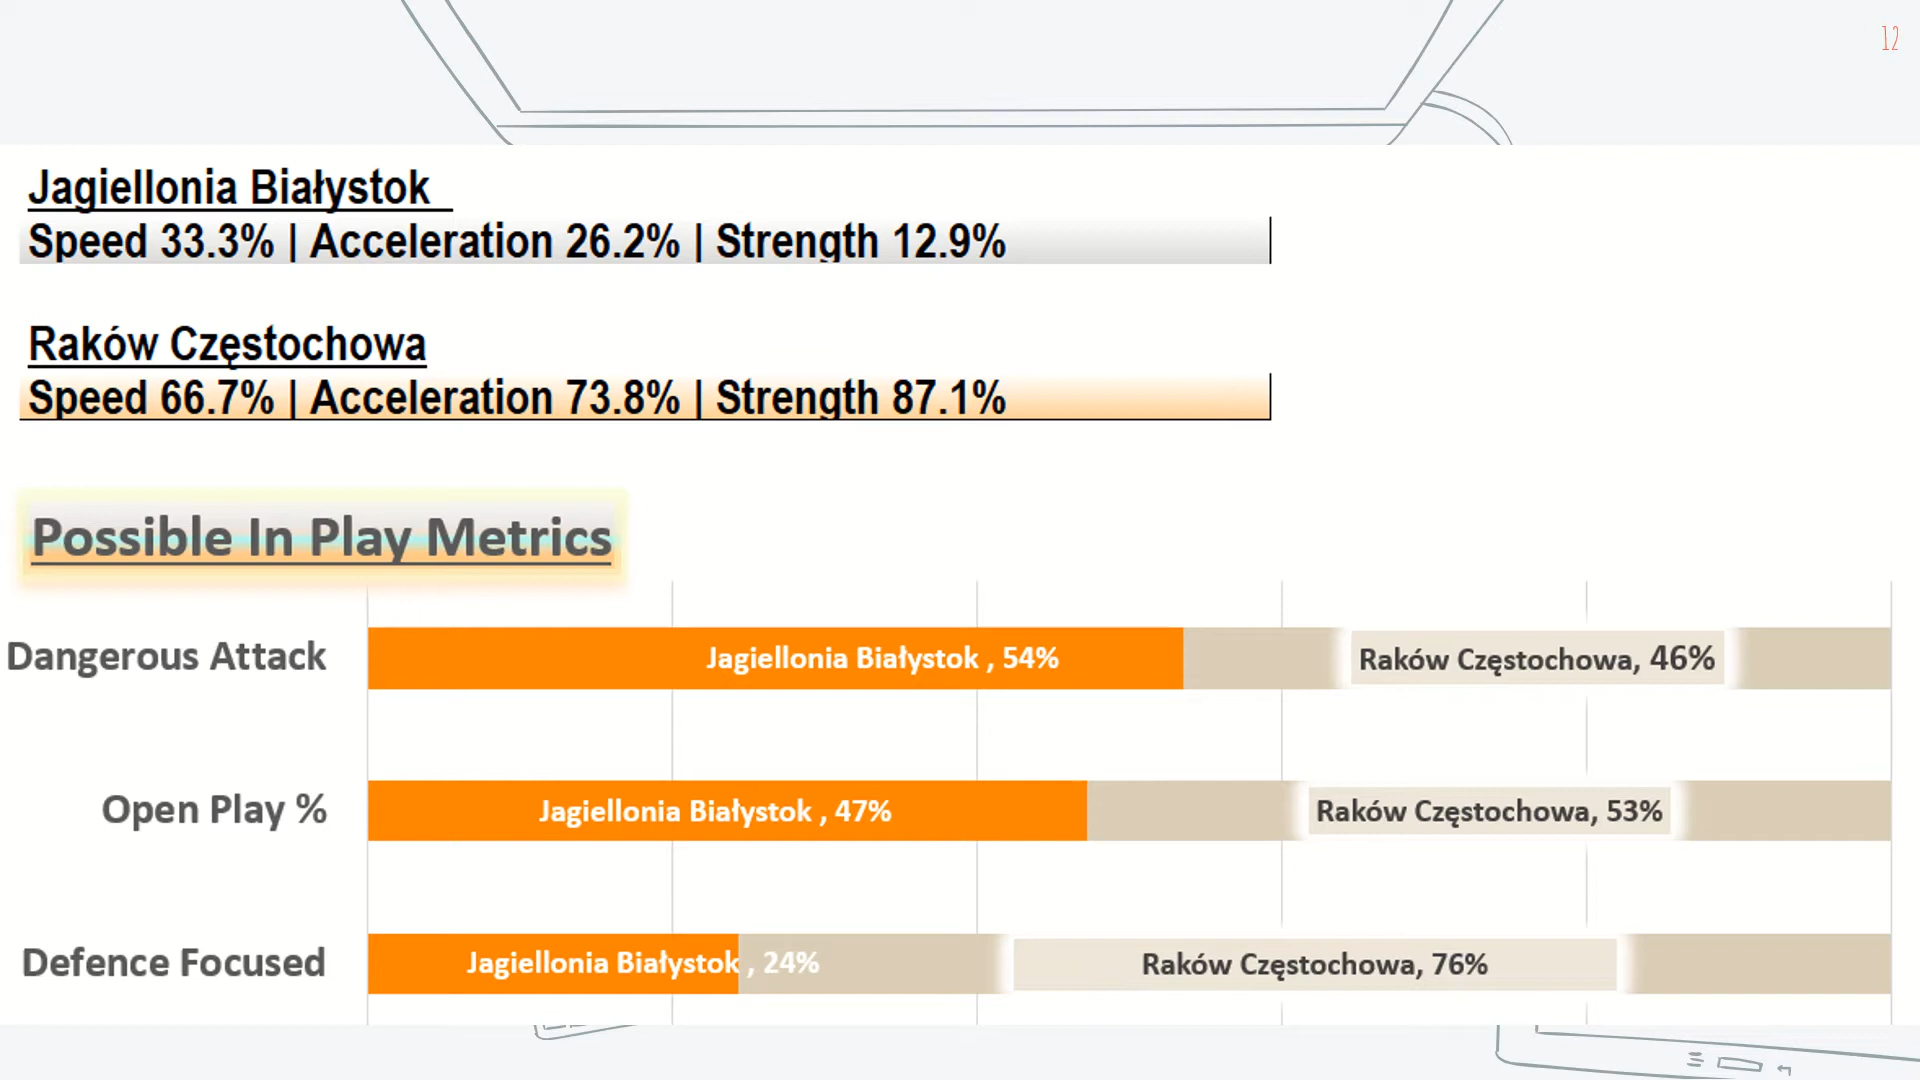 12
Jagiellonia Białystok
Speed 33.3% | Acceleration 26.2% | Strength 12.9%
Raków Częstochowa
Speed 66.7% | Acceleration 73.8% | Strength 87.1%
Possible In Play Metrics
Dangerous Attack
Jagiellonia Białystok , 54%
Raków Częstochowa, 46%
Open Play %
Jagiellonia Białystok , 47%
Raków Częstochowa, 53%
Defence Focused
Jagiellonia Białystok , 24%
Raków Częstochowa, 76%